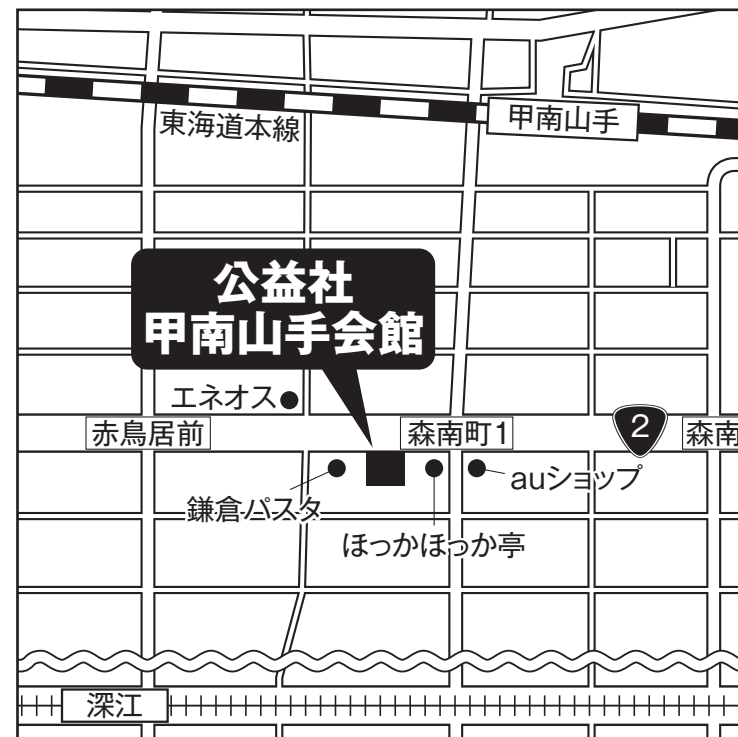 東海道本線
甲南山手
公益社
甲南山手会館
エネオス
赤鳥居前
森南町1
2
森南
auショップ
鎌倉パスタ
ほっかほっか亭
深江